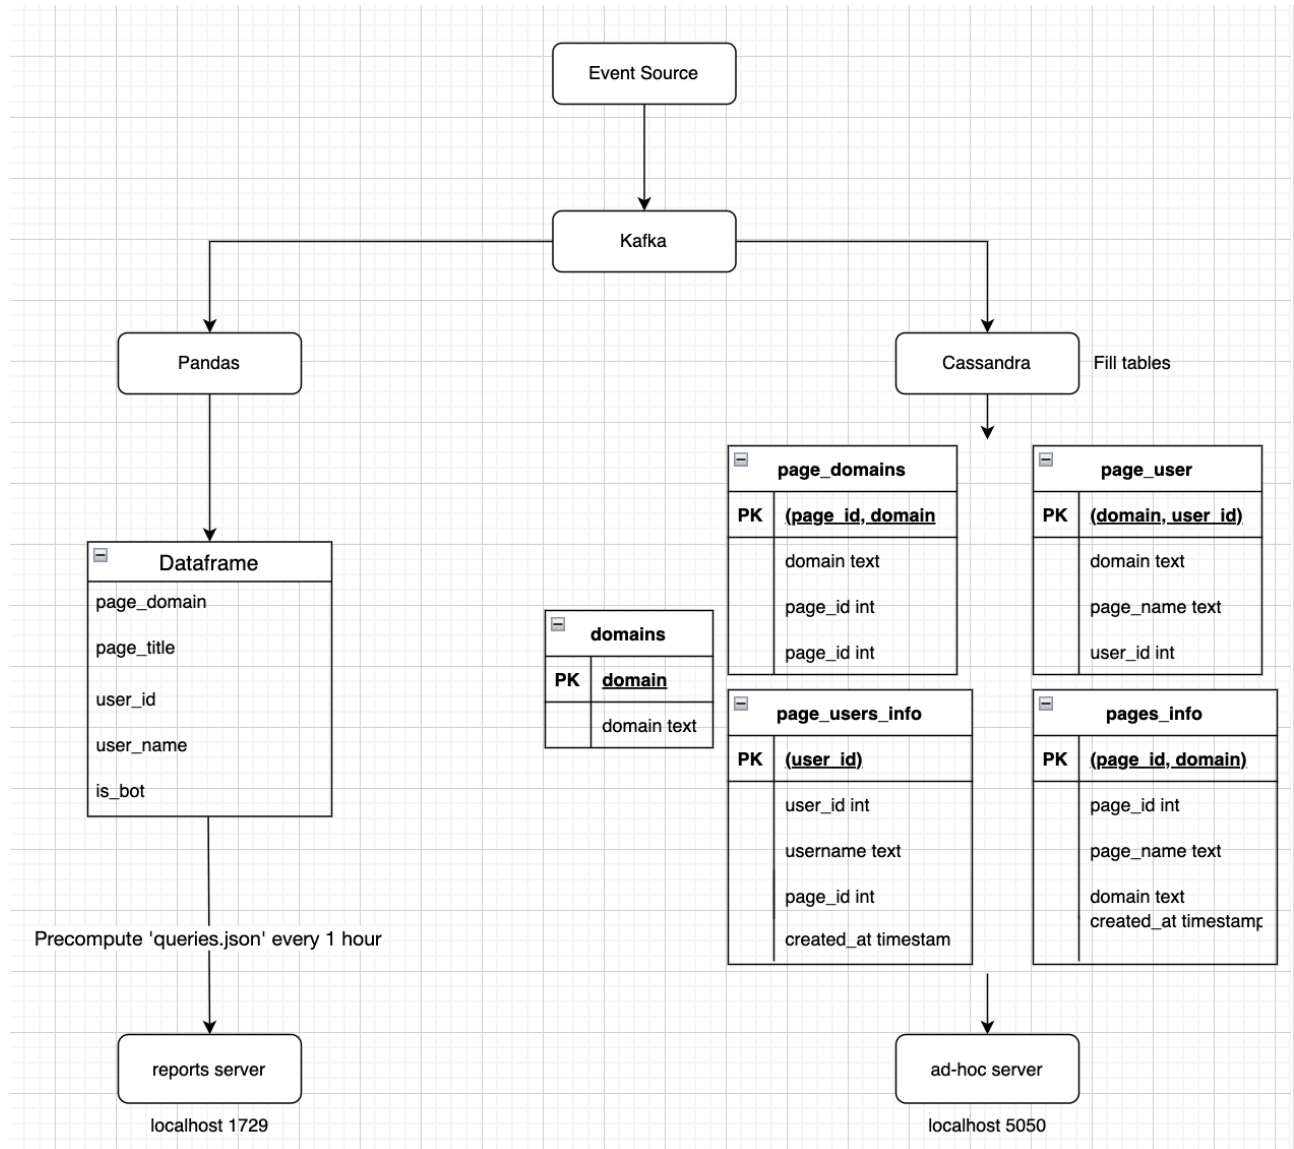 Event Source
Kafka
Pandas
Cassandra
Fill tables
Dataframe
page_domain
page_title
user_id
user_name
is_bot
Precompute 'queries.json' every 1 hour
reports server
localhost 1729
domains
PK domain
domain text
page_domains
PK (page_id, domain
domain text
page_id int
page_id int
page_user
PK (domain, user_id)
domain text
page_name text
user_id int
page_users_info
PK (user_id)
user_id int
username text
page_id int
created_at timestam
pages_info
PK (page_id, domain)
page_id int
page_name text
domain text
created_at timestamp
ad-hoc server
localhost 5050